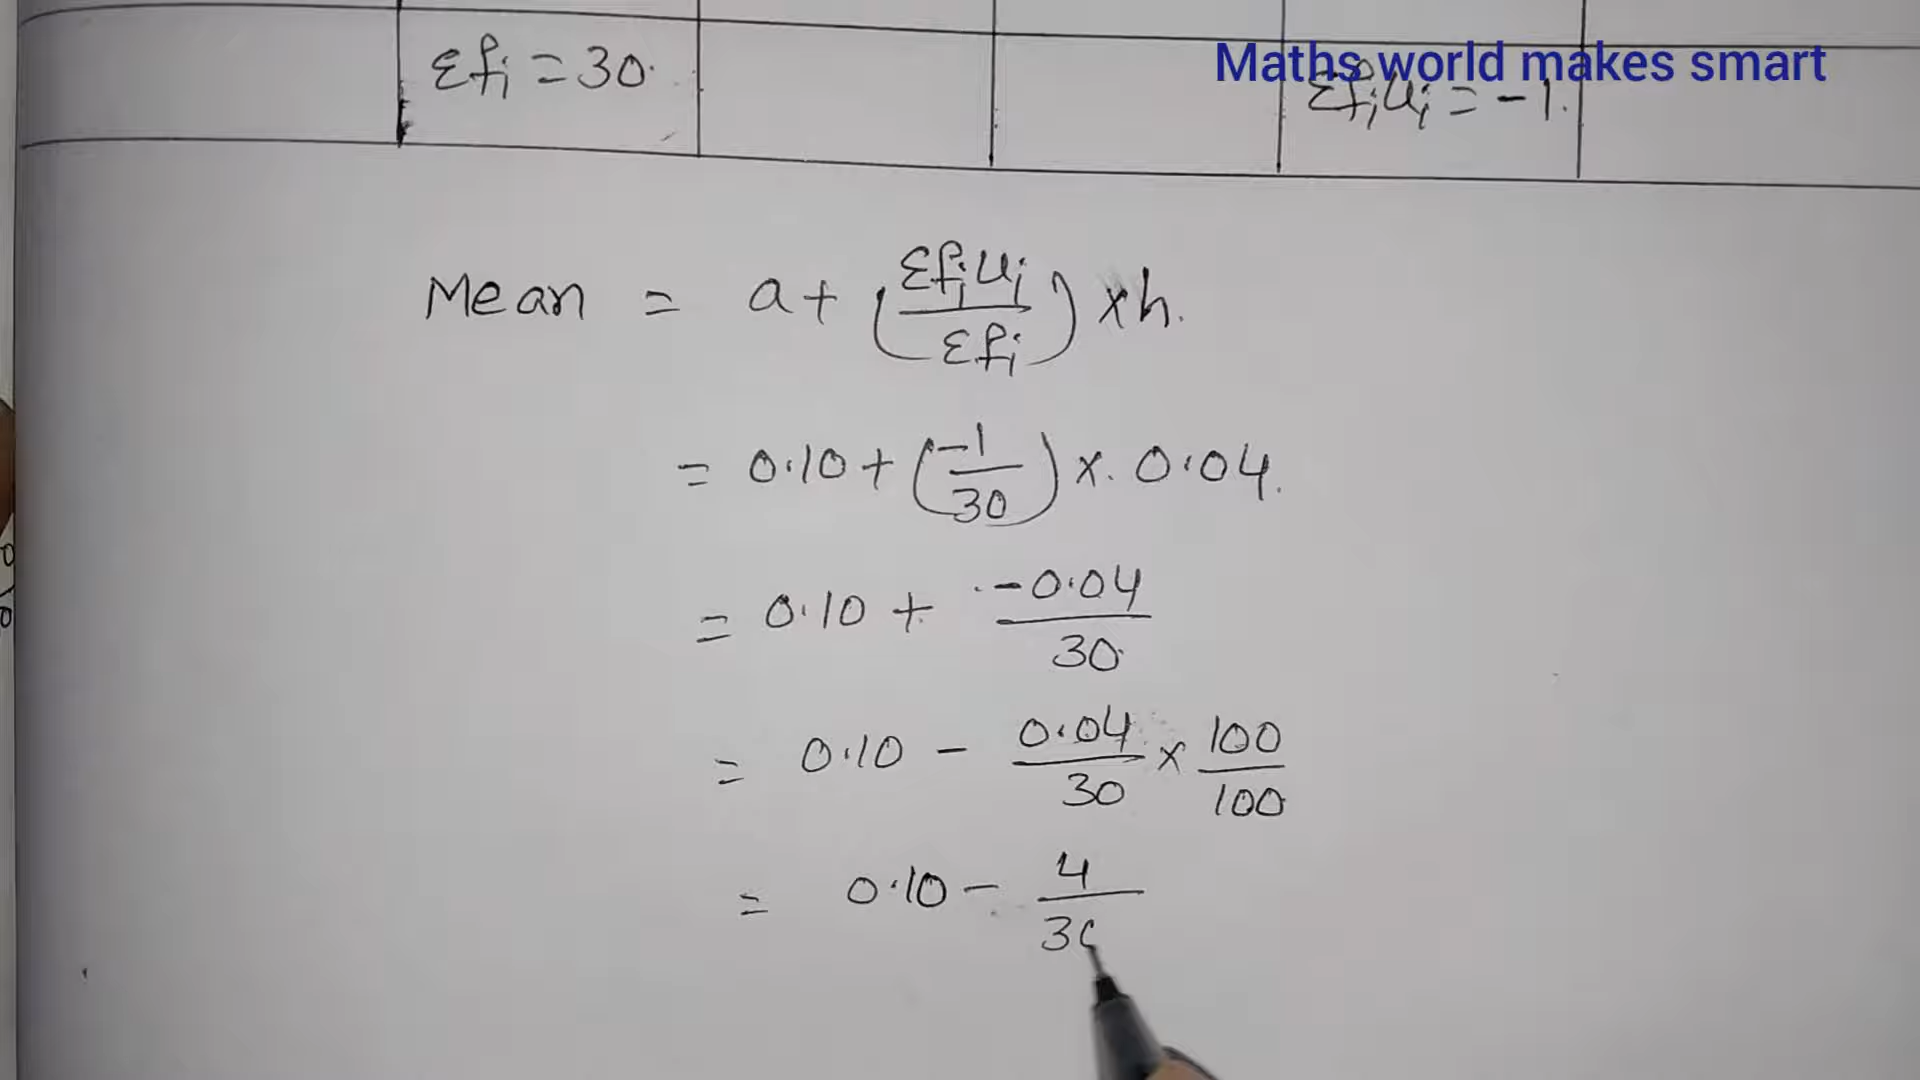 Maths world makes smart
Σfi = 30.
Σfiui = -1.
Mean = a + (Σfiui / Σfi) × h.
= 0.10 + (-1 / 30) × 0.04.
= 0.10 + -0.04 / 30
= 0.10 - 0.04 / 30 × 100 / 100
= 0.10 - 4 / 30